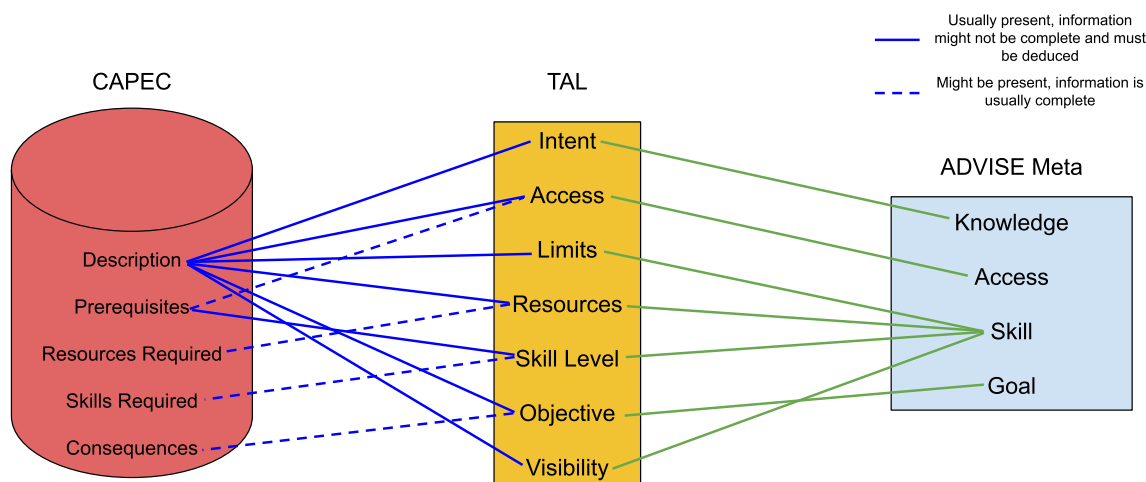 Usually present, information
might not be complete and must
be deduced
Might be present, information is
usually complete
CAPEC
Description
Prerequisites
Resources Required
Skills Required
Consequences
TAL
Intent
Access
Limits
Resources
Skill Level
Objective
Visibility
ADVISE Meta
Knowledge
Access
Skill
Goal